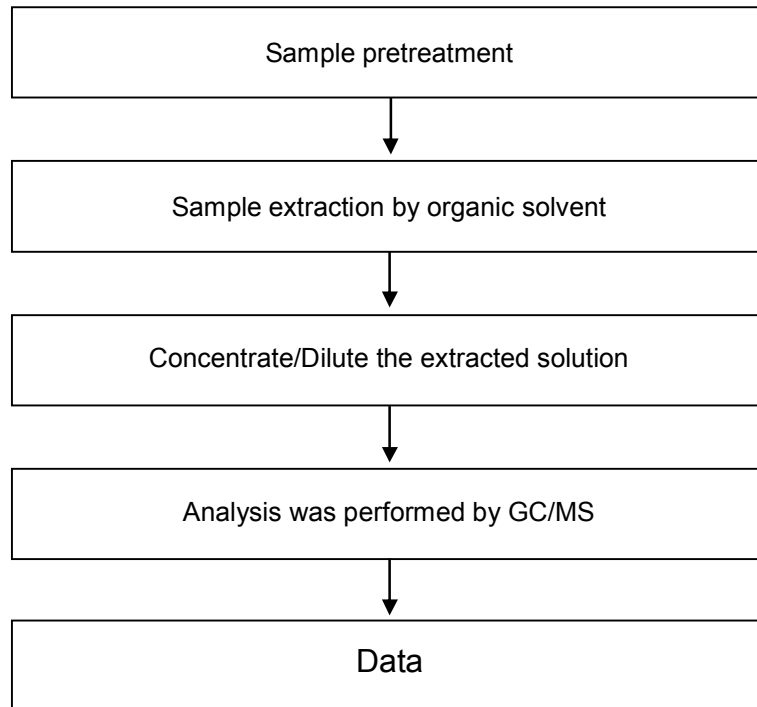 Sample pretreatment
Sample extraction by organic solvent
Concentrate/Dilute the extracted solution
Analysis was performed by GC/MS
Data